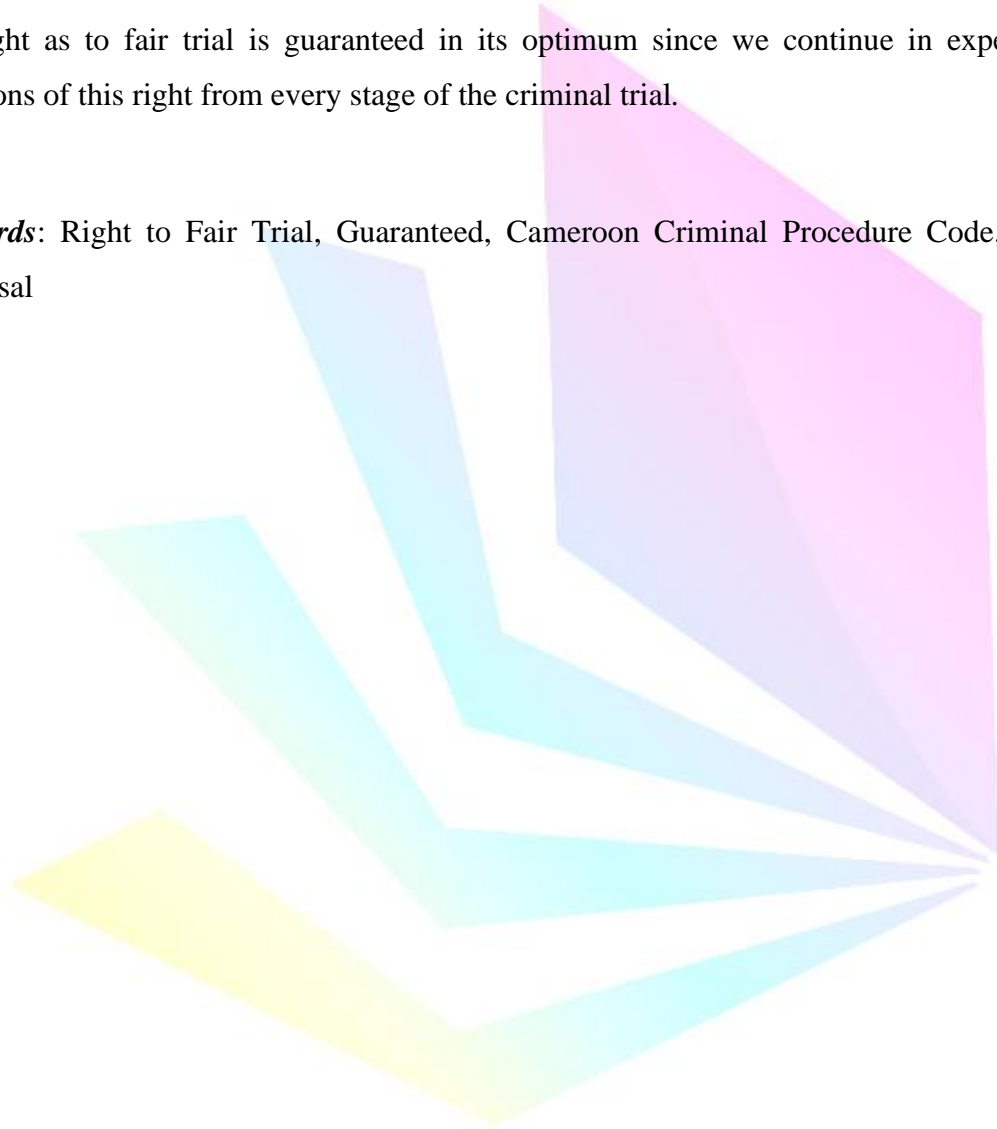 ght as to fair trial is guaranteed in its optimum since we continue in expe
ons of this right from every stage of the criminal trial.
rds: Right to Fair Trial, Guaranteed, Cameroon Criminal Procedure Code,
sal